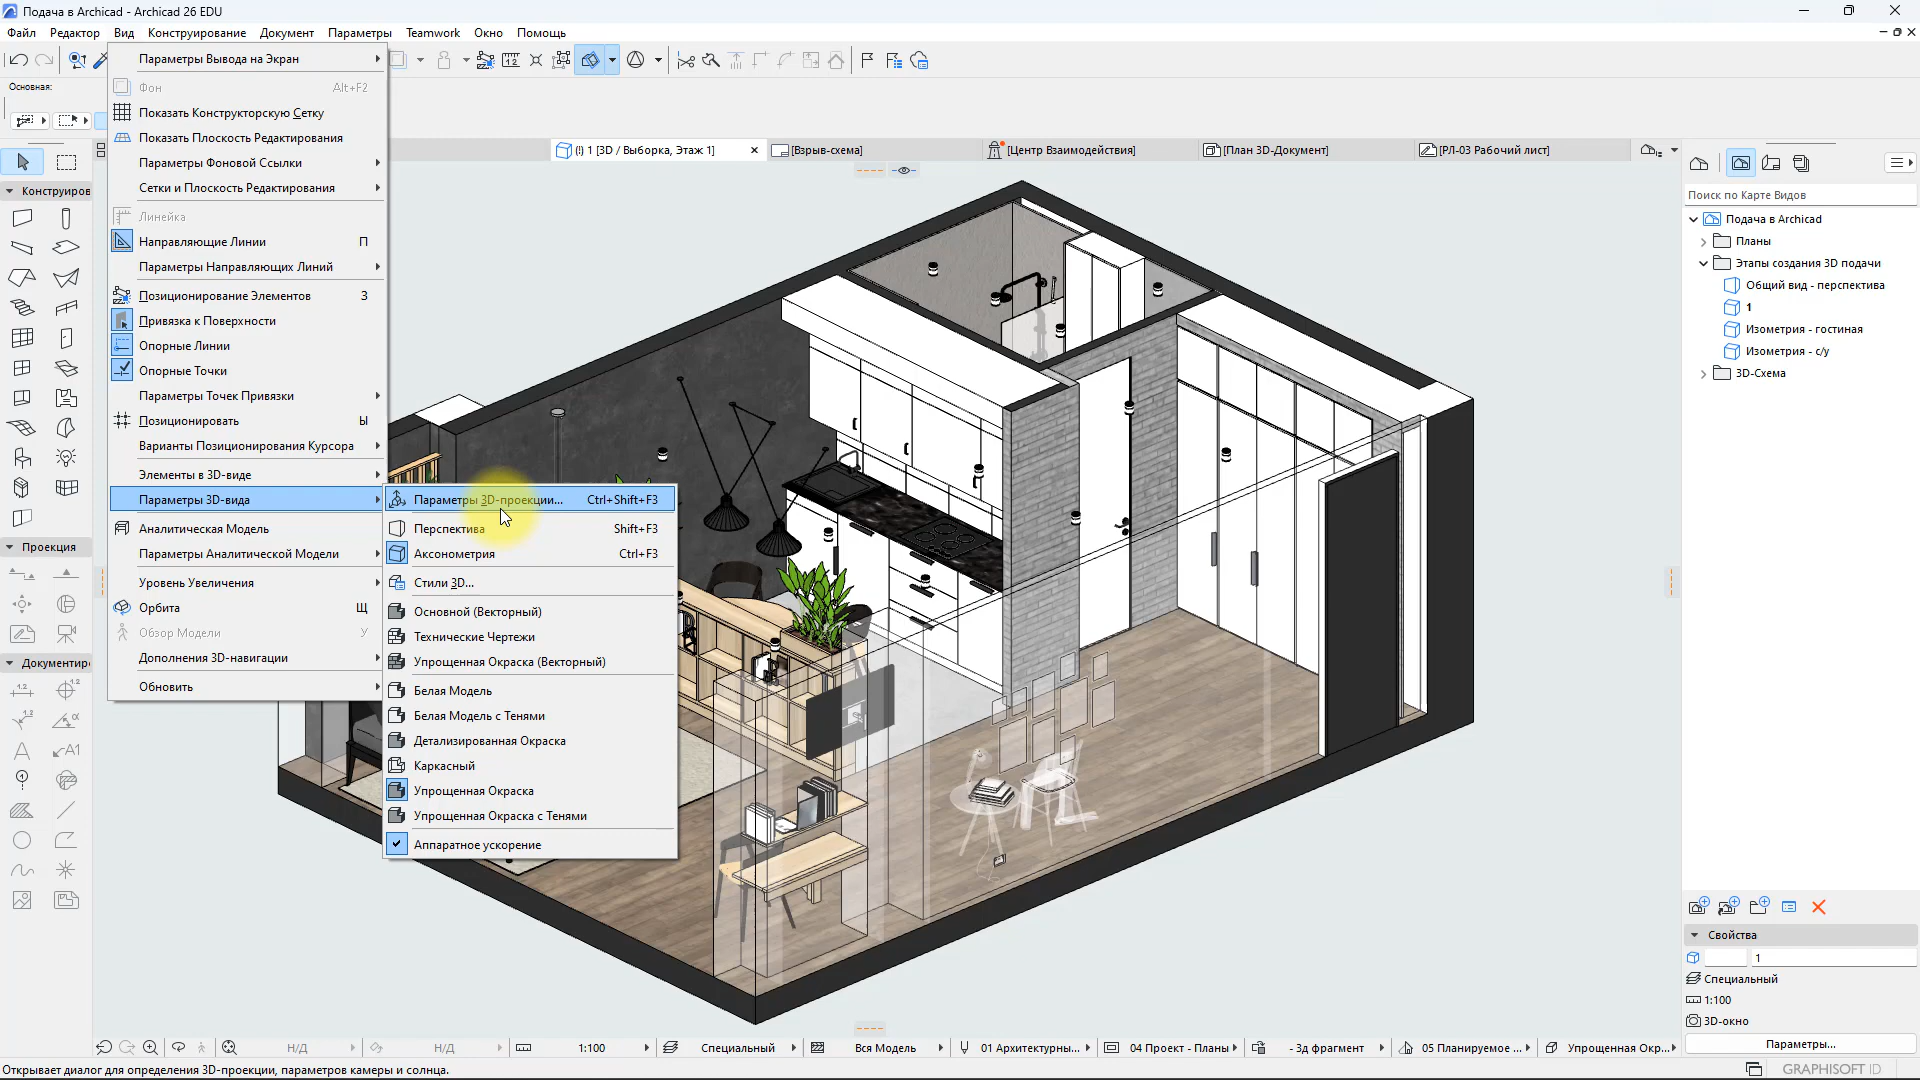 Подача в Archicad - Archicad 26 EDU
Файл Редактор Вид Конструирование Документ Параметры Teamwork Окно Помощь
Основная:
Параметры Вывода на Экран
Фон Alt+F2
Показать Конструкторскую Сетку
Показать Плоскость Редактирования
Параметры Фоновой Ссылки
Сетки и Плоскость Редактирования
Линейка
Направляющие Линии П
Параметры Направляющих Линий
Позиционирование Элементов З
Привязка к Поверхности
Опорные Линии
Опорные Точки
Параметры Точек Привязки
Позиционировать Ы
Варианты Позиционирования Курсора
Элементы в 3D-виде
Параметры 3D-вида
Аналитическая Модель
Параметры Аналитической Модели
Уровень Увеличения
Орбита Щ
Обзор Модели У
Дополнения 3D-навигации
Обновить
Параметры 3D-проекции... Ctrl+Shift+F3
Перспектива Shift+F3
Аксонометрия Ctrl+F3
Стили 3D...
Основной (Векторный)
Технические Чертежи
Упрощенная Окраска (Векторный)
Белая Модель
Белая Модель с Тенями
Детализированная Окраска
Каркасный
Упрощенная Окраска
Упрощенная Окраска с Тенями
Аппаратное ускорение
Конструиров
Проекция
Документир
(!) 1 [3D / Выборка, Этаж 1]
[Взрыв-схема]
[Центр Взаимодействия]
[План 3D-Документ]
[РЛ-03 Рабочий лист]
Поиск по Карте Видов
Подача в Archicad
Планы
Этапы создания 3D подачи
Общий вид - перспектива
1
Изометрия - гостиная
Изометрия - с/у
3D-Схема
Свойства
1
Специальный
1:100
3D-окно
Параметры...
Н/Д Н/Д 1:100 Специальный Вся Модель 01 Архитектурны... 04 Проект - Планы - 3д фрагмент 05 Планируемое ... Упрощенная Окр...
Открывает диалог для определения 3D-проекции, параметров камеры и солнца.
GRAPHISOFT ID